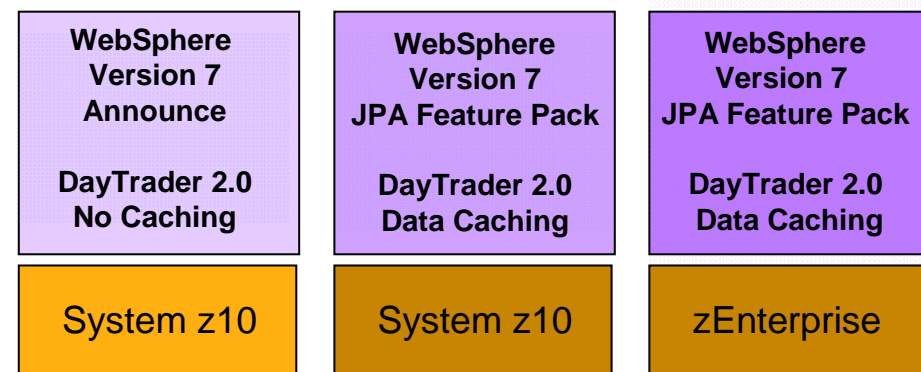 WebSphere
Version 7
Announce
DayTrader 2.0
No Caching
System z10
WebSphere
Version 7
JPA Feature Pack
DayTrader 2.0
Data Caching
System z10
WebSphere
Version 7
JPA Feature Pack
DayTrader 2.0
Data Caching
zEnterprise